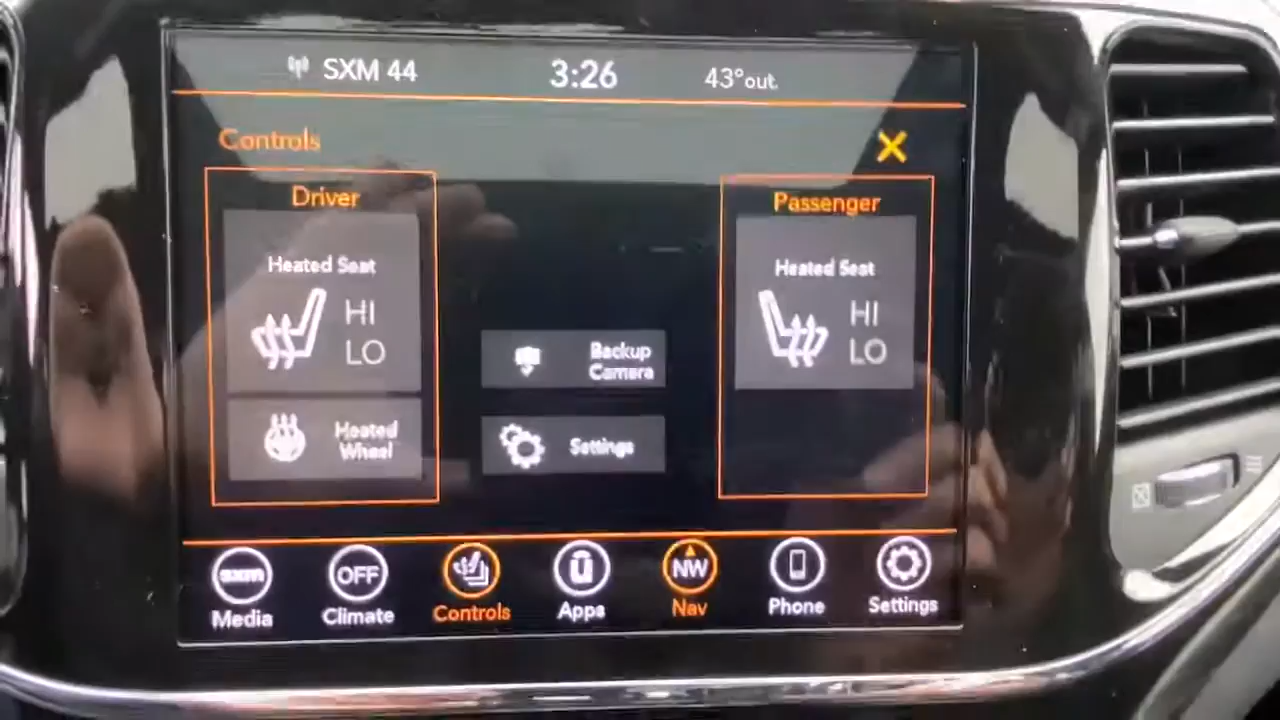 SXM 44
3:26
43°out.
Controls
X
Driver
Passenger
Heated Seat
HI
LO
Heated
Wheel
Backup
Camera
Settings
Heated Seat
HI
LO
sxm
Media
OFF
Climate
Controls
Apps
NW
Nav
Phone
Settings